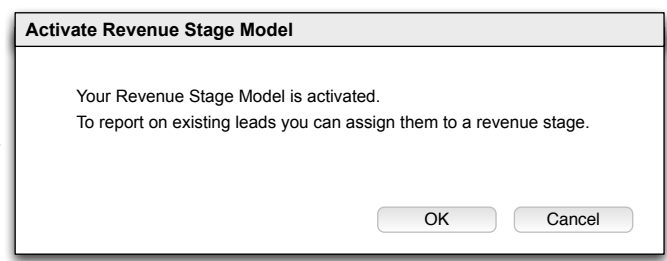 Activate Revenue Stage Model
Your Revenue Stage Model is activated.
To report on existing leads you can assign them to a revenue stage.
OK Cancel